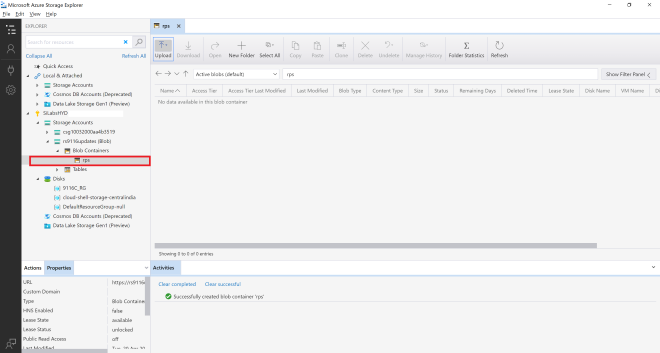 Microsoft Azure Storage Explorer
File Edit View Help
EXPLORER
Search for resources
Collapse All Refresh All
Quick Access
Local & Attached
Storage Accounts
Cosmos DB Accounts (Deprecated)
Data Lake Storage Gen1 (Preview)
SiLabsHYD
Storage Accounts
csg10032000aa4b3319
rs9116updates (Blob)
Blob Containers
rps
Tables
Disks
9116C_RG
cloud-shell-storage-centralindia
DefaultResourceGroup-null
Cosmos DB Accounts (Deprecated)
Data Lake Storage Gen1 (Preview)
Actions Properties
URL https://rs9116
Custom Domain
Type Blob Container
HNS Enabled false
Lease State available
Lease Status unlocked
Public Read Access off
Last Modified Tue, 20 Apr 20
rps
Upload Download Open New Folder Select All Copy Paste Clone Delete Undelete Manage History Folder Statistics Refresh
Active blobs (default) rps Show Filter Panel
Name Access Tier Access Tier Last Modified Last Modified Blob Type Content Type Size Status Remaining Days Deleted Time Lease State Disk Name VM Name Di
No data available in this blob container
Showing 0 to 0 of 0 entries
Activities
Clear completed Clear successful
Successfully created blob container 'rps'